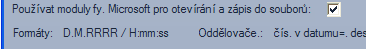 Používat moduly fy. Microsoft pro otevírání a zápis do souborů:
Formáty: D.M.RRRR / H:mm:ss Oddělovače.: čís. v datumu=. des